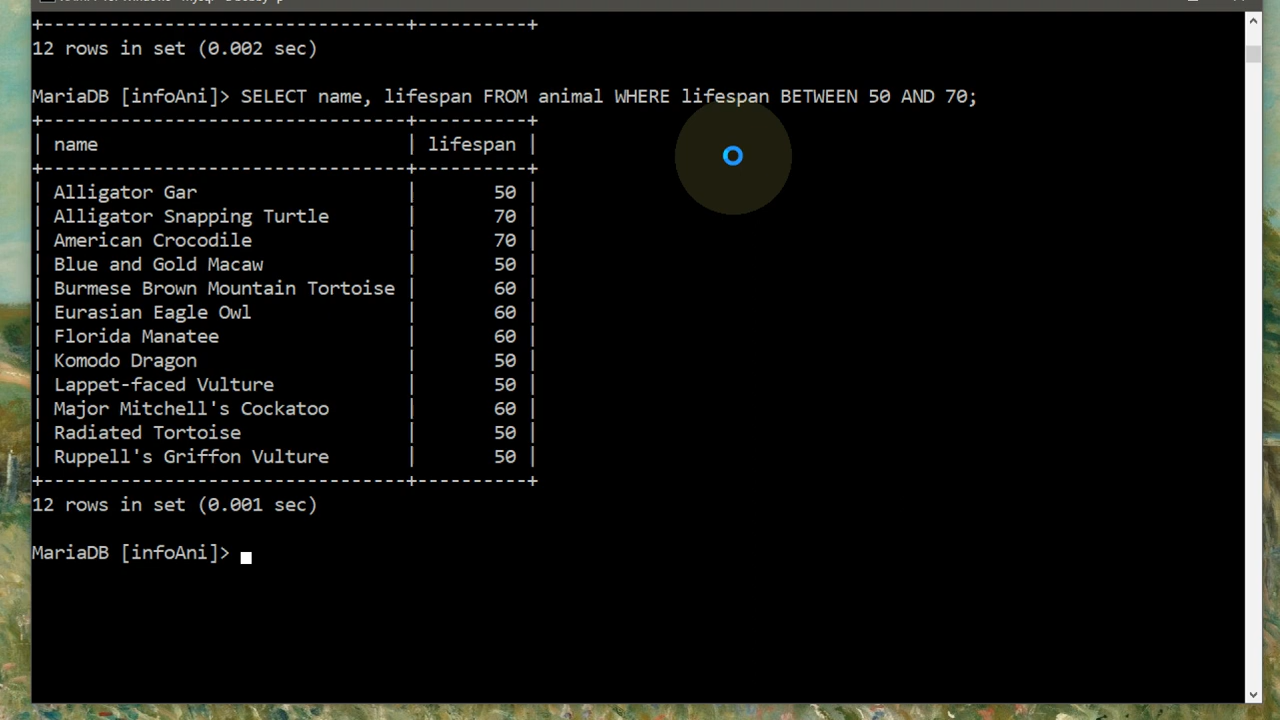 +----------------------------------+----------+
12 rows in set (0.002 sec)
MariaDB [infoAni]> SELECT name, lifespan FROM animal WHERE lifespan BETWEEN 50 AND 70;
+----------------------------------+----------+
| name | lifespan |
+----------------------------------+----------+
| Alligator Gar | 50 |
| Alligator Snapping Turtle | 70 |
| American Crocodile | 70 |
| Blue and Gold Macaw | 50 |
| Burmese Brown Mountain Tortoise | 60 |
| Eurasian Eagle Owl | 60 |
| Florida Manatee | 60 |
| Komodo Dragon | 50 |
| Lappet-faced Vulture | 50 |
| Major Mitchell's Cockatoo | 60 |
| Radiated Tortoise | 50 |
| Ruppell's Griffon Vulture | 50 |
+----------------------------------+----------+
12 rows in set (0.001 sec)
MariaDB [infoAni]>